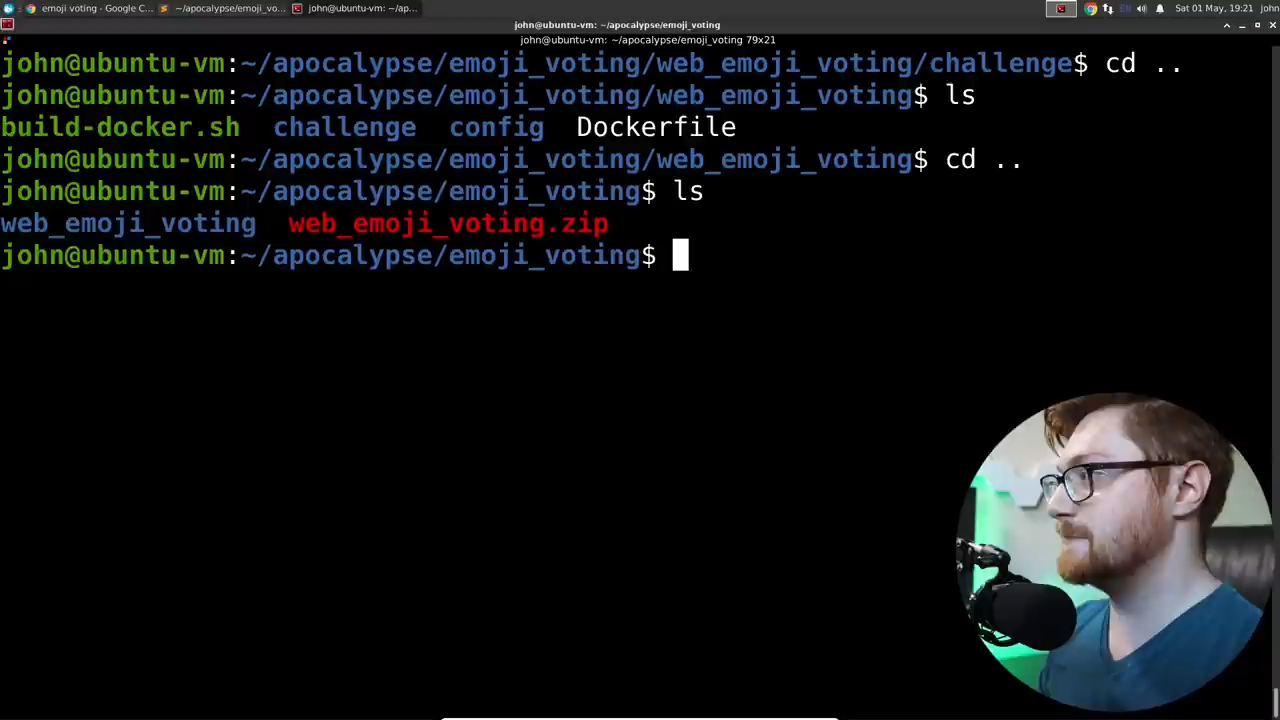 emoji voting - Google C...
~/apocalypse/emoji_vo...
john@ubuntu-vm: ~/ap...
EN
Sat 01 May, 19:21
john
john@ubuntu-vm: ~/apocalypse/emoji_voting
john@ubuntu-vm: ~/apocalypse/emoji_voting 79x21
john@ubuntu-vm:~/apocalypse/emoji_voting/web_emoji_voting/challenge$ cd ..
john@ubuntu-vm:~/apocalypse/emoji_voting/web_emoji_voting$ ls
build-docker.sh challenge config Dockerfile
john@ubuntu-vm:~/apocalypse/emoji_voting/web_emoji_voting$ cd ..
john@ubuntu-vm:~/apocalypse/emoji_voting$ ls
web_emoji_voting web_emoji_voting.zip
john@ubuntu-vm:~/apocalypse/emoji_voting$